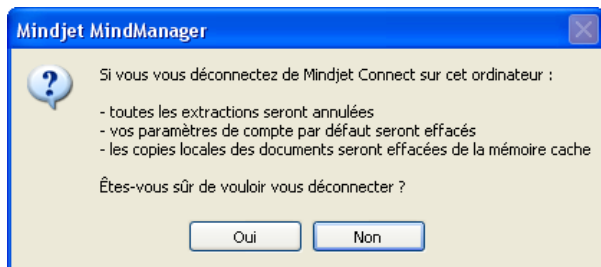 Mindjet MindManager
Si vous vous déconnectez de Mindjet Connect sur cet ordinateur :
- toutes les extractions seront annulées
- vos paramètres de compte par défaut seront effacés
- les copies locales des documents seront effacées de la mémoire cache
Êtes-vous sûr de vouloir vous déconnecter ?
Oui
Non